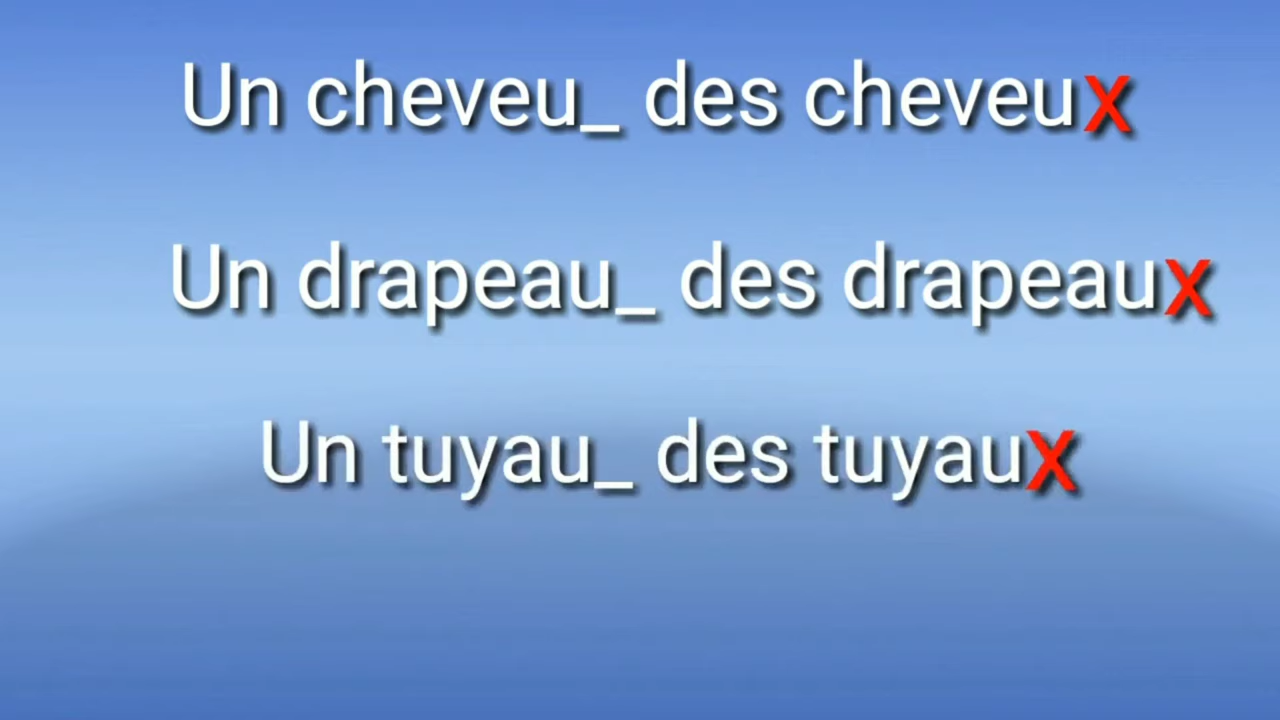 Un cheveu_ des cheveux
Un drapeau_ des drapeaux
Un tuyau_ des tuyaux